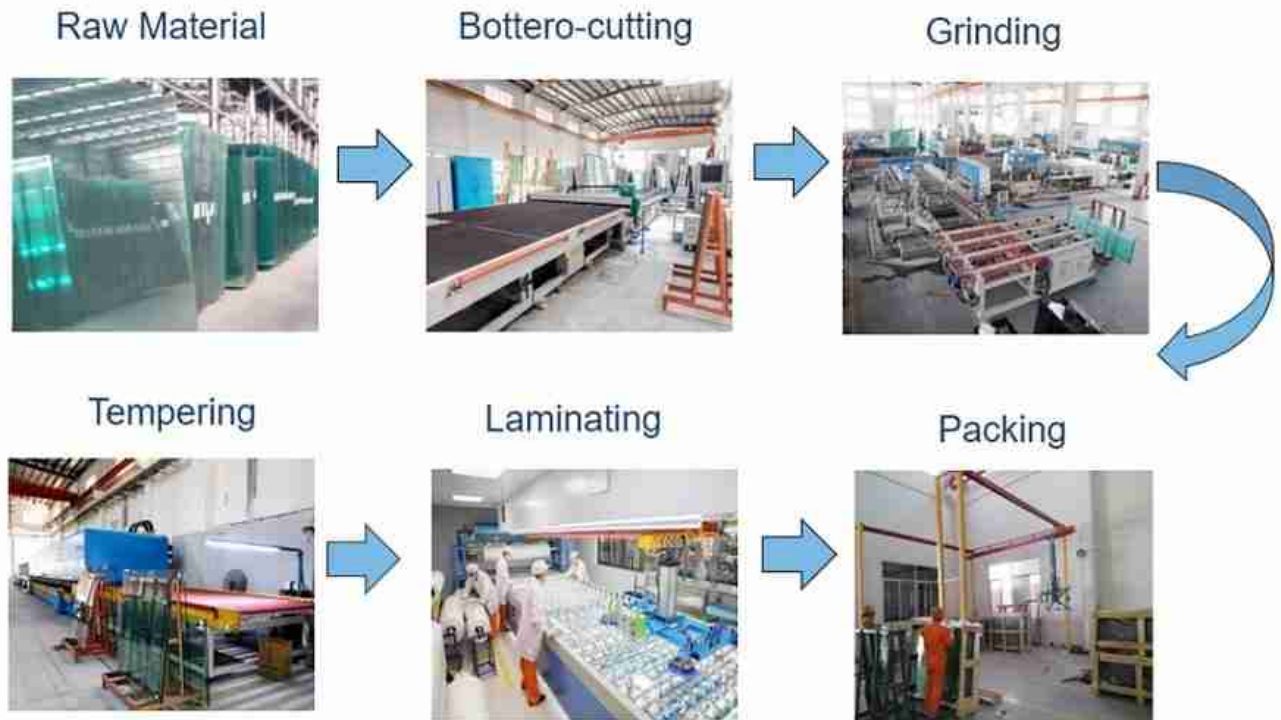 Raw Material
Bottero-cutting
Grinding
Tempering
Laminating
Packing